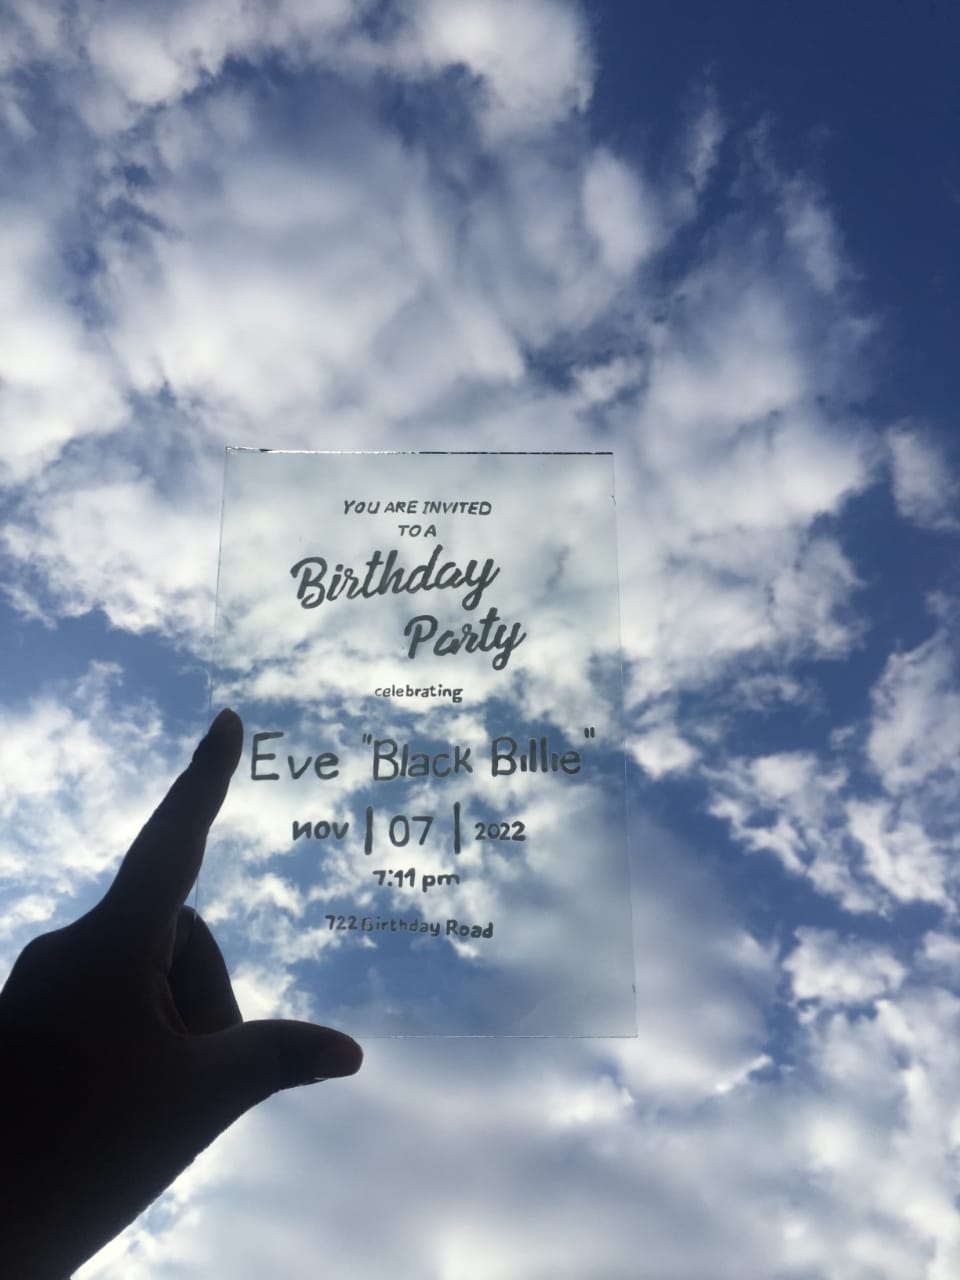 YOU ARE INVITED
TO A
Birthday
Party
celebrating
Eve "Black Billie"
nov | 07 | 2022
7:11 pm
722 Birthday Road